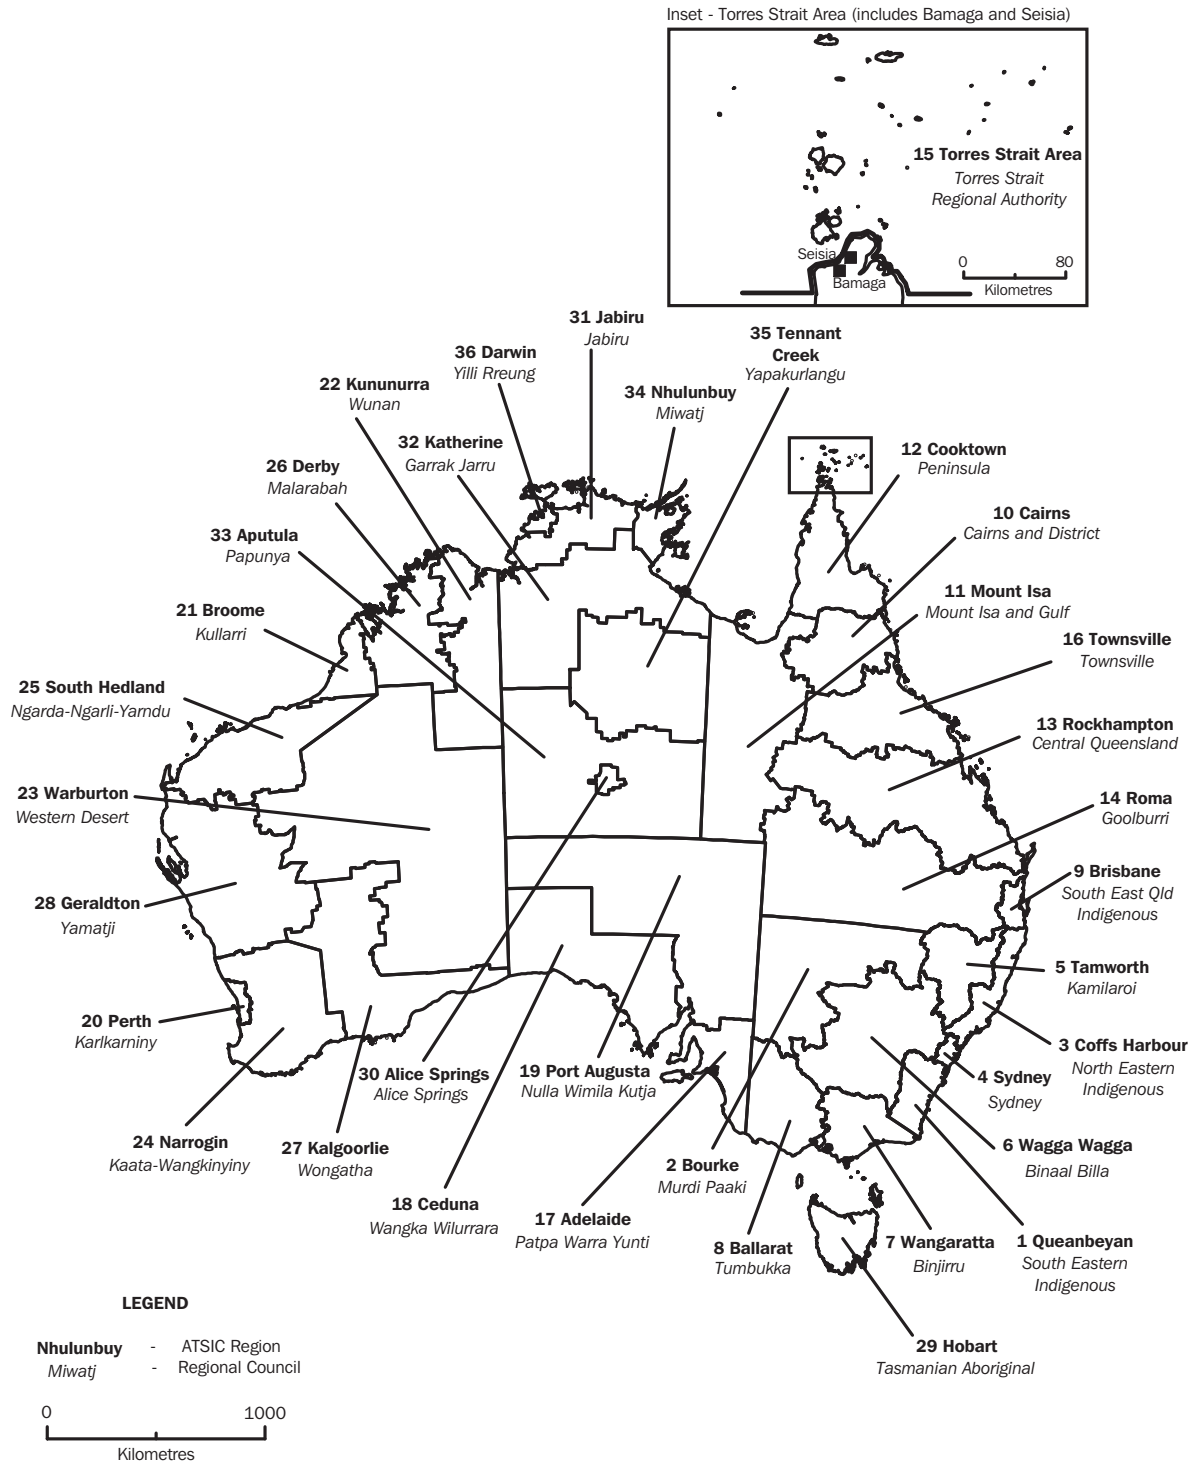 Inset - Torres Strait Area (includes Bamaga and Seisia)
15 Torres Strait Area
Torres Strait
Regional Authority
Seisia
Bamaga
0 80
Kilometres
31 Jabiru
Jabiru
35 Tennant
Creek
Yapakurlangu
36 Darwin
Yilli Rreung
22 Kununurra
Wunan
34 Nhulunbuy
Miwatj
32 Katherine
Garrak Jarru
12 Cooktown
Peninsula
26 Derby
Malarabah
10 Cairns
Cairns and District
33 Aputula
Papunya
11 Mount Isa
Mount Isa and Gulf
21 Broome
Kullarri
16 Townsville
Townsville
25 South Hedland
Ngarda-Ngarli-Yarndu
13 Rockhampton
Central Queensland
23 Warburton
Western Desert
14 Roma
Goolburri
9 Brisbane
South East Qld
Indigenous
28 Geraldton
Yamatji
5 Tamworth
Kamilaroi
20 Perth
Karlkarniny
3 Coffs Harbour
North Eastern
Indigenous
30 Alice Springs
Alice Springs
19 Port Augusta
Nulla Wimila Kutja
4 Sydney
Sydney
24 Narrogin
Kaata-Wangkinyiny
27 Kalgoorlie
Wongatha
6 Wagga Wagga
Binaal Billa
2 Bourke
Murdi Paaki
18 Ceduna
Wangka Wilurrara
17 Adelaide
Patpa Warra Yunti
8 Ballarat
Tumbukka
7 Wangaratta
Binjirru
1 Queanbeyan
South Eastern
Indigenous
29 Hobart
Tasmanian Aboriginal
LEGEND
Nhulunbuy - ATSIC Region
Miwatj - Regional Council
0 1000
Kilometres